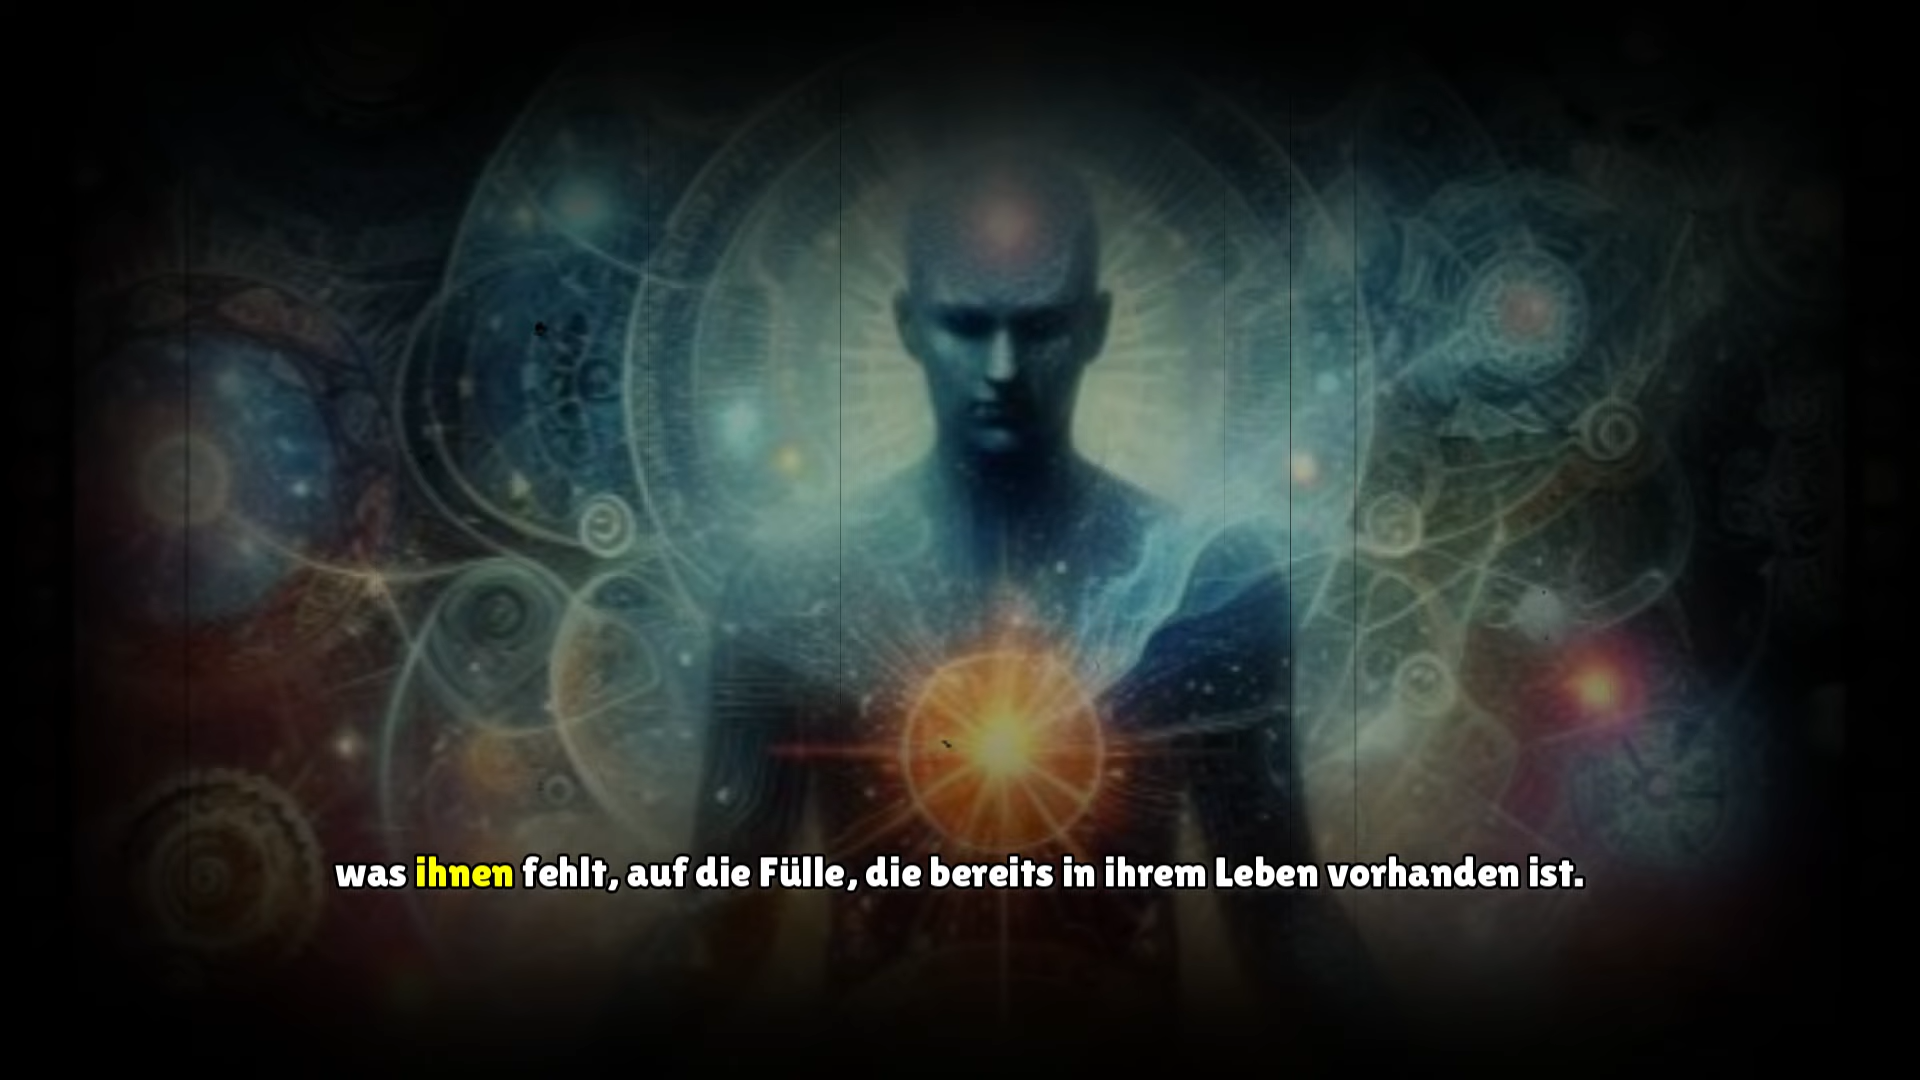 was ihnen fehlt, auf die Fülle, die bereits in ihrem Leben vorhanden ist.